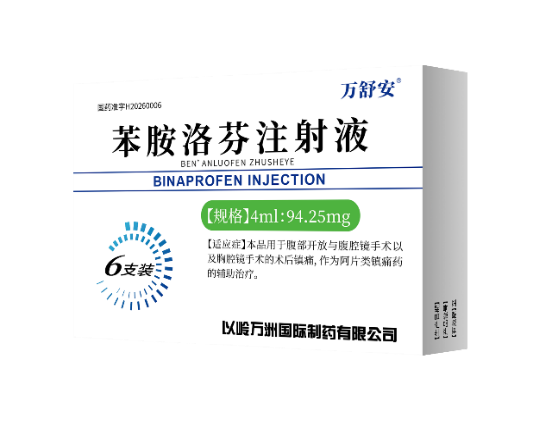 万舒安®
国药准字H20260006
苯胺洛芬注射液
BEN'ANLUOFEN ZHUSHEYE
BINAPROFEN INJECTION
【规格】4ml:94.25mg
【适应症】本品用于腹部开放与腹腔镜手术以
及胸腔镜手术的术后镇痛,作为阿片类镇痛药
的辅助治疗。
6支装
以岭万洲国际制药有限公司